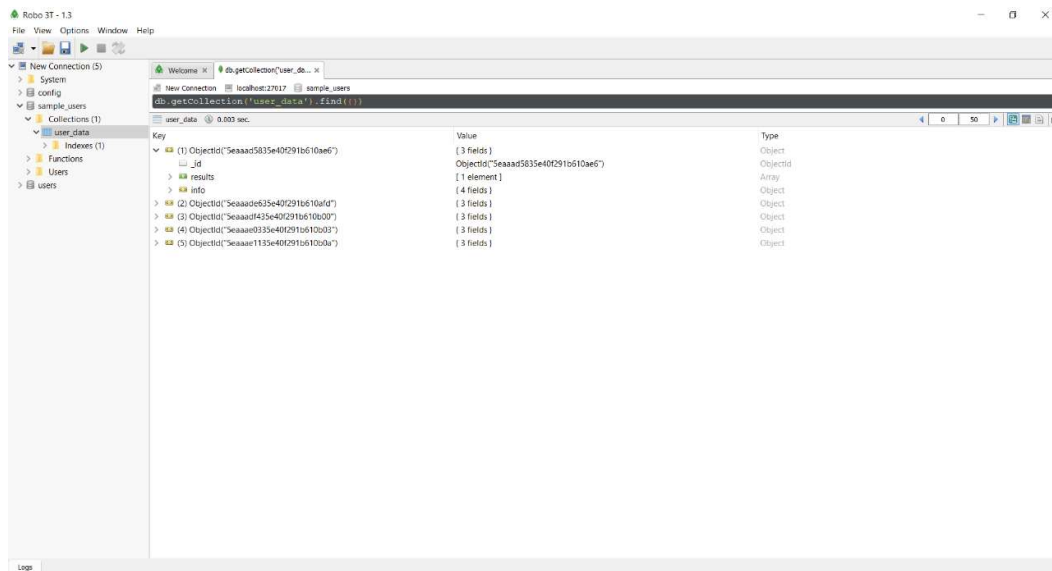 Robo 3T - 1.3
File View Options Window Help
New Connection (5)
System
config
sample_users
Collections (1)
user_data
Indexes (1)
Functions
Users
users
Welcome × db.getCollection('user_da... ×
New Connection localhost:27017 sample_users
db.getCollection('user_data').find({})
user_data 0.003 sec. 0 50
Key Value Type
(1) ObjectId("5eaaad5835e40f291b610ae6") { 3 fields } Object
_id ObjectId("5eaaad5835e40f291b610ae6") ObjectId
results [ 1 element ] Array
info { 4 fields } Object
(2) ObjectId("5eaaade635e40f291b610afd") { 3 fields } Object
(3) ObjectId("5eaaadf435e40f291b610b00") { 3 fields } Object
(4) ObjectId("5eaaae0335e40f291b610b03") { 3 fields } Object
(5) ObjectId("5eaaae1135e40f291b610b0a") { 3 fields } Object
Logs